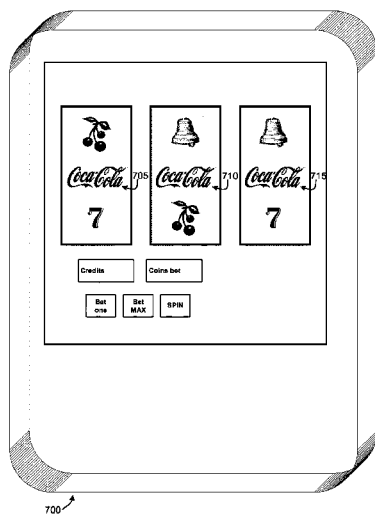 Coca-Cola 705 Coca-Cola 710 Coca-Cola 715
7 7
Credits Coins bet
Bet one Bet MAX SPIN
700